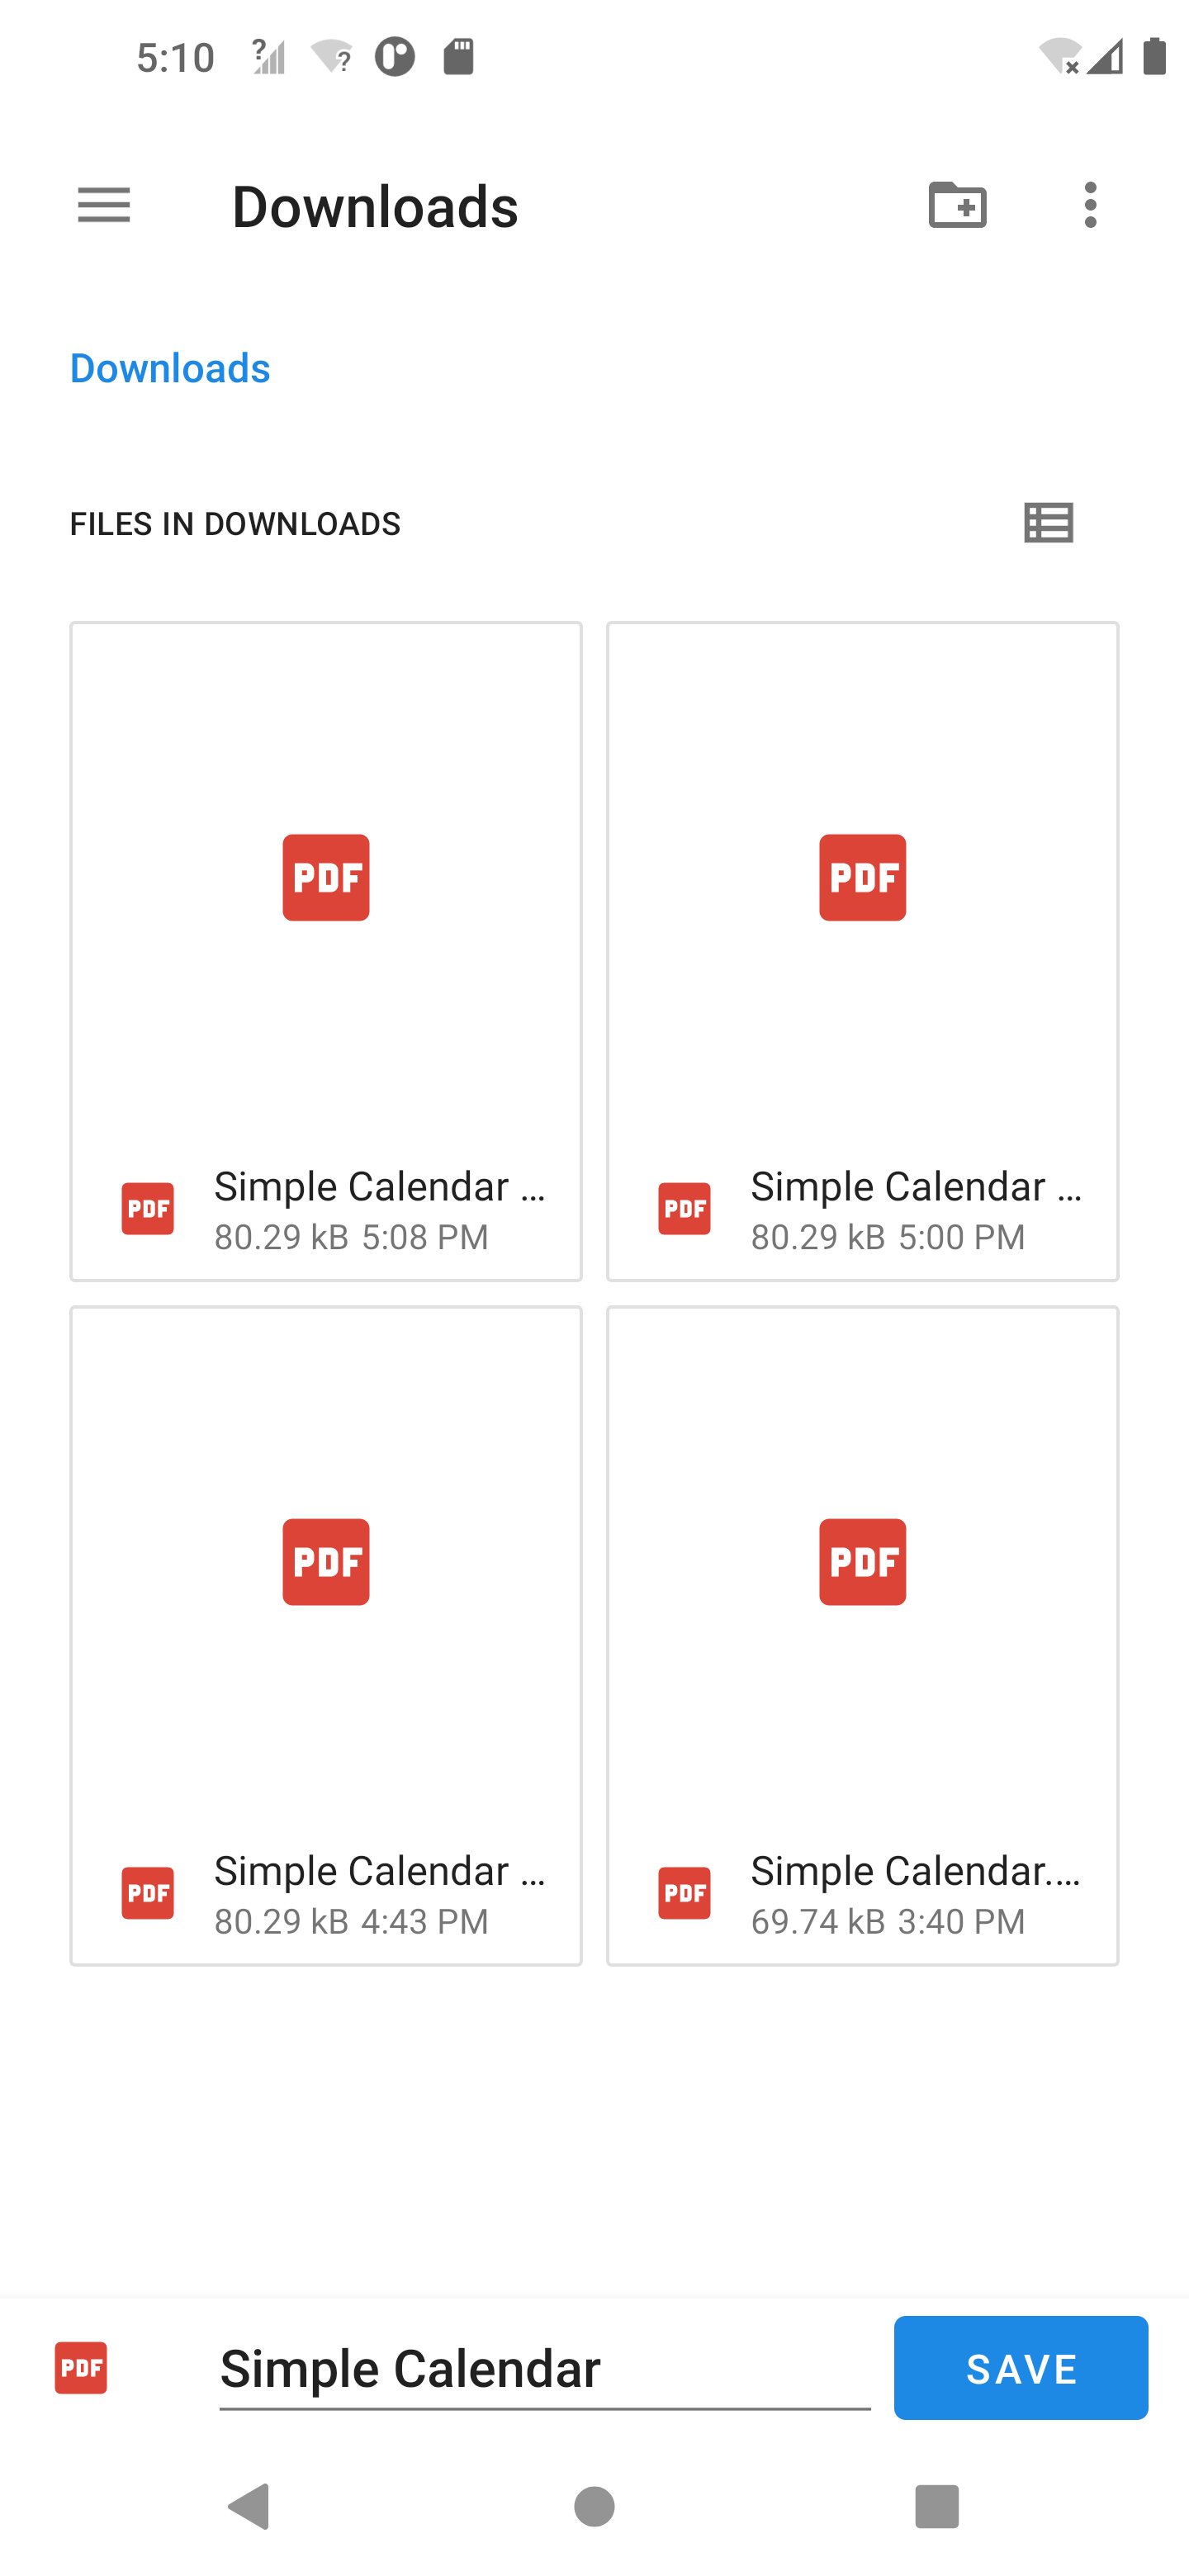 5:10
Downloads
Downloads
FILES IN DOWNLOADS
PDF
PDF
PDF Simple Calendar ...
80.29 kB 5:08 PM
PDF Simple Calendar ...
80.29 kB 5:00 PM
PDF
PDF
PDF Simple Calendar ...
80.29 kB 4:43 PM
PDF Simple Calendar....
69.74 kB 3:40 PM
PDF Simple Calendar SAVE